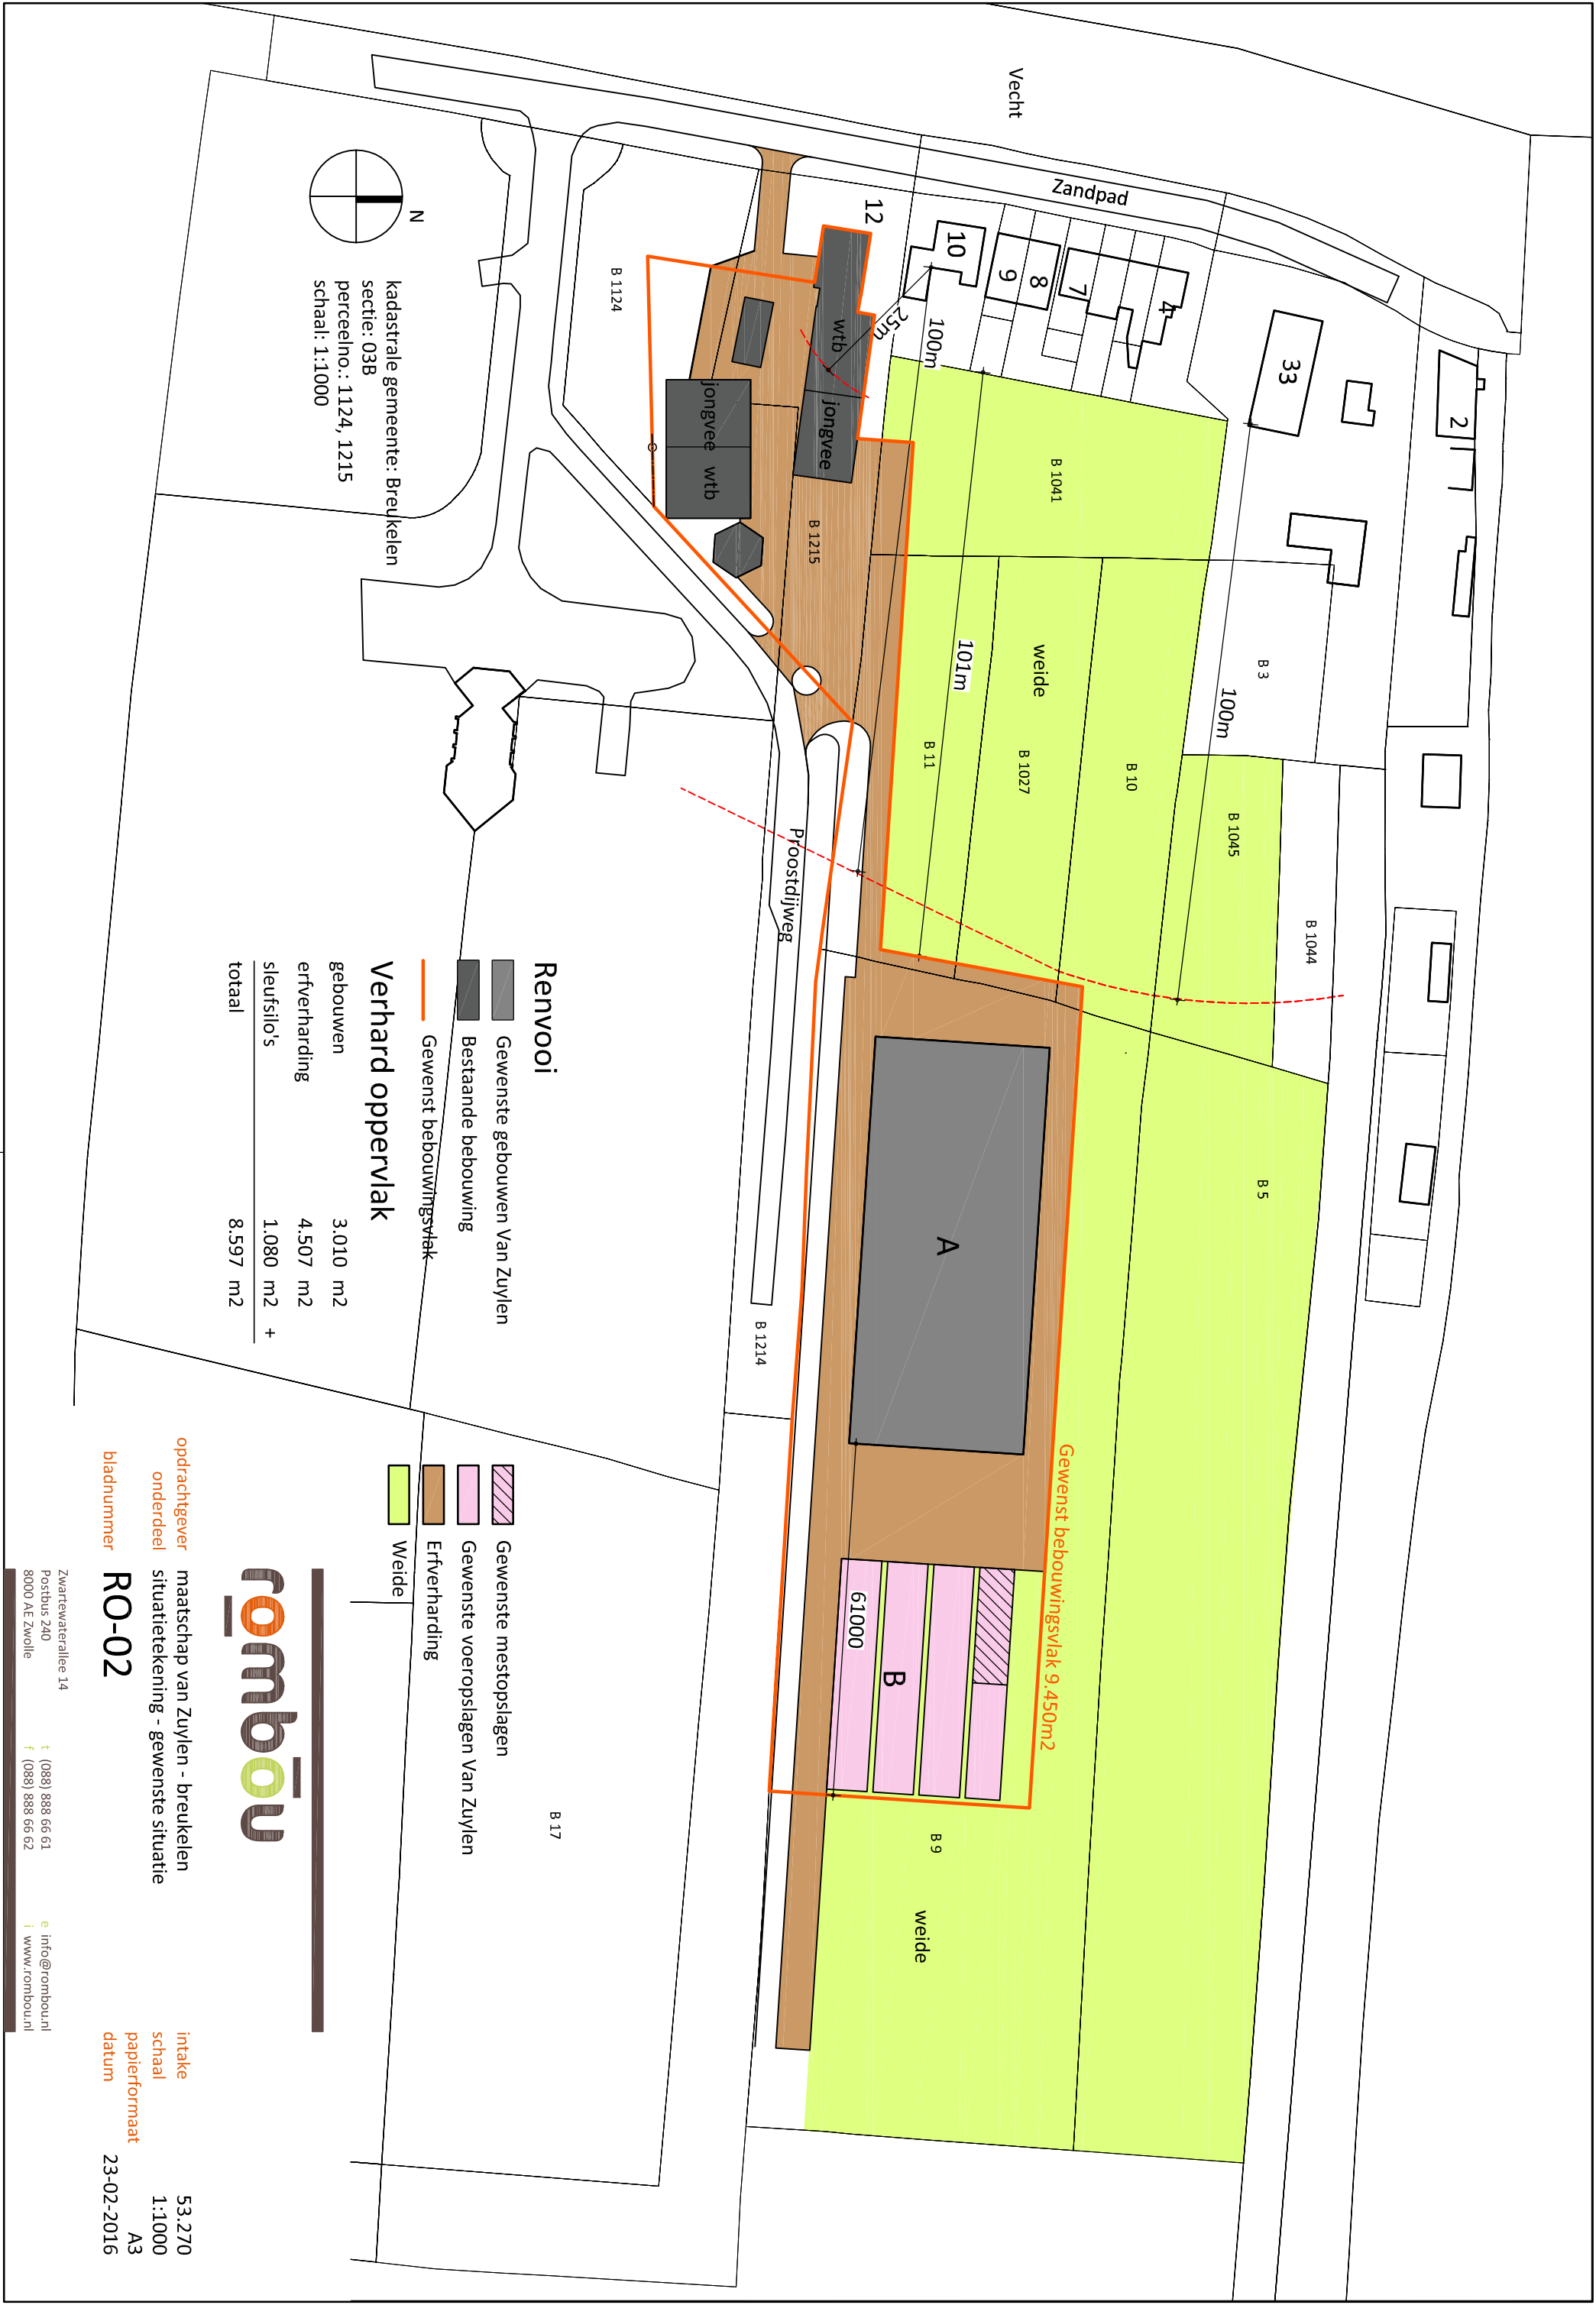 Vecht
Zandpad
12
10
9
8
7
4
33
2
25m
100m
wtb
jongvee
jongvee
wtb
B 1124
B 1215
B 1041
B 3
100m
101m
weide
B 11
B 1027
B 10
B 1045
B 1044
B 5
Proostdijweg
A
B 1214
Gewenst bebouwingsvlak 9.450m2
61000
B
B 9
weide
B 17
N
kadastrale gemeente: Breukelen
sectie: 03B
perceelno.: 1124, 1215
schaal: 1:1000
Renvooi
Gewenste gebouwen Van Zuylen
Bestaande bebouwing
Gewenst bebouwingsvlak
Gewenste mestopslagen
Gewenste voeropslagen Van Zuylen
Erfverharding
Weide
Verhard oppervlak
gebouwen 3.010 m2
erfverharding 4.507 m2
sleufsilo's 1.080 m2 +
totaal 8.597 m2
rombou
opdrachtgever maatschap van Zuylen - breukelen
onderdeel situatietekening - gewenste situatie
bladnummer RO-02
intake 53.270
schaal 1:1000
papierformaat A3
datum 23-02-2016
Zwartewaterallee 14
Postbus 240 t (088) 888 66 61 e info@rombou.nl
8000 AE Zwolle f (088) 888 66 62 i www.rombou.nl